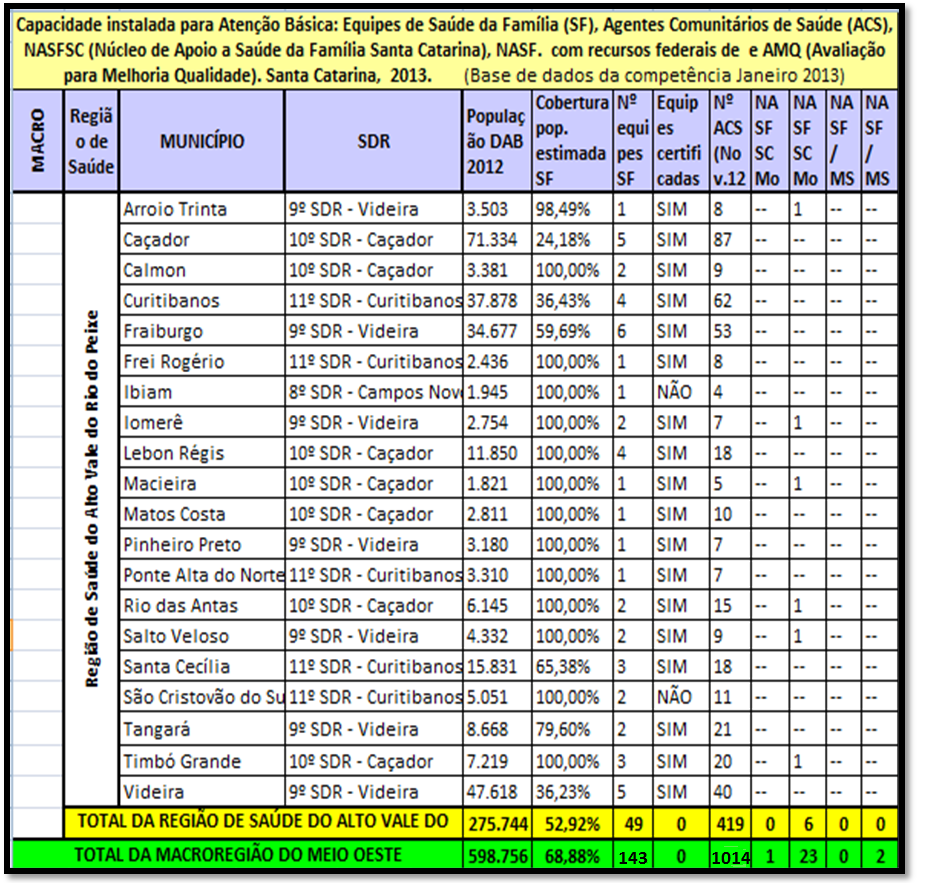 Capacidade instalada para Atenção Básica: Equipes de Saúde da Família (SF), Agentes Comunitários de Saúde (ACS),
NASFSC (Núcleo de Apoio a Saúde da Família Santa Catarina), NASF. com recursos federais de e AMQ (Avaliação
para Melhoria Qualidade). Santa Catarina, 2013. (Base de dados da competência Janeiro 2013)
MACRO | Região de Saúde | MUNICÍPIO | SDR | População DAB 2012 | Cobertura pop. estimada SF | Nº equipes SF | Equipes certificadas | Nº ACS (Nov.12 | NASF SC Mo | NASF SC Mo | NASF / MS | NASF / MS
Região de Saúde do Alto Vale do Rio do Peixe
Arroio Trinta | 9º SDR - Videira | 3.503 | 98,49% | 1 | SIM | 8 | -- | 1 | -- | --
Caçador | 10º SDR - Caçador | 71.334 | 24,18% | 5 | SIM | 87 | -- | -- | -- | --
Calmon | 10º SDR - Caçador | 3.381 | 100,00% | 2 | SIM | 9 | -- | -- | -- | --
Curitibanos | 11º SDR - Curitibanos | 37.878 | 36,43% | 4 | SIM | 62 | -- | -- | -- | --
Fraiburgo | 9º SDR - Videira | 34.677 | 59,69% | 6 | SIM | 53 | -- | -- | -- | --
Frei Rogério | 11º SDR - Curitibanos | 2.436 | 100,00% | 1 | SIM | 8 | -- | -- | -- | --
Ibiam | 8º SDR - Campos Nov | 1.945 | 100,00% | 1 | NÃO | 4 | -- | -- | -- | --
Iomerê | 9º SDR - Videira | 2.754 | 100,00% | 2 | SIM | 7 | -- | 1 | -- | --
Lebon Régis | 10º SDR - Caçador | 11.850 | 100,00% | 4 | SIM | 18 | -- | -- | -- | --
Macieira | 10º SDR - Caçador | 1.821 | 100,00% | 1 | SIM | 5 | -- | 1 | -- | --
Matos Costa | 10º SDR - Caçador | 2.811 | 100,00% | 1 | SIM | 10 | -- | -- | -- | --
Pinheiro Preto | 9º SDR - Videira | 3.180 | 100,00% | 1 | SIM | 7 | -- | -- | -- | --
Ponte Alta do Norte | 11º SDR - Curitibanos | 3.310 | 100,00% | 1 | SIM | 7 | -- | -- | -- | --
Rio das Antas | 10º SDR - Caçador | 6.145 | 100,00% | 2 | SIM | 15 | -- | 1 | -- | --
Salto Veloso | 9º SDR - Videira | 4.332 | 100,00% | 2 | SIM | 9 | -- | 1 | -- | --
Santa Cecília | 11º SDR - Curitibanos | 15.831 | 65,38% | 3 | SIM | 18 | -- | -- | -- | --
São Cristovão do Su | 11º SDR - Curitibanos | 5.051 | 100,00% | 2 | NÃO | 11 | -- | -- | -- | --
Tangará | 9º SDR - Videira | 8.668 | 79,60% | 2 | SIM | 21 | -- | -- | -- | --
Timbó Grande | 10º SDR - Caçador | 7.219 | 100,00% | 3 | SIM | 20 | -- | 1 | -- | --
Videira | 9º SDR - Videira | 47.618 | 36,23% | 5 | SIM | 40 | -- | -- | -- | --
TOTAL DA REGIÃO DE SAÚDE DO ALTO VALE DO | 275.744 | 52,92% | 49 | 0 | 419 | 0 | 6 | 0 | 0
TOTAL DA MACROREGIÃO DO MEIO OESTE | 598.756 | 68,88% | 143 | 0 | 1014 | 1 | 23 | 0 | 2